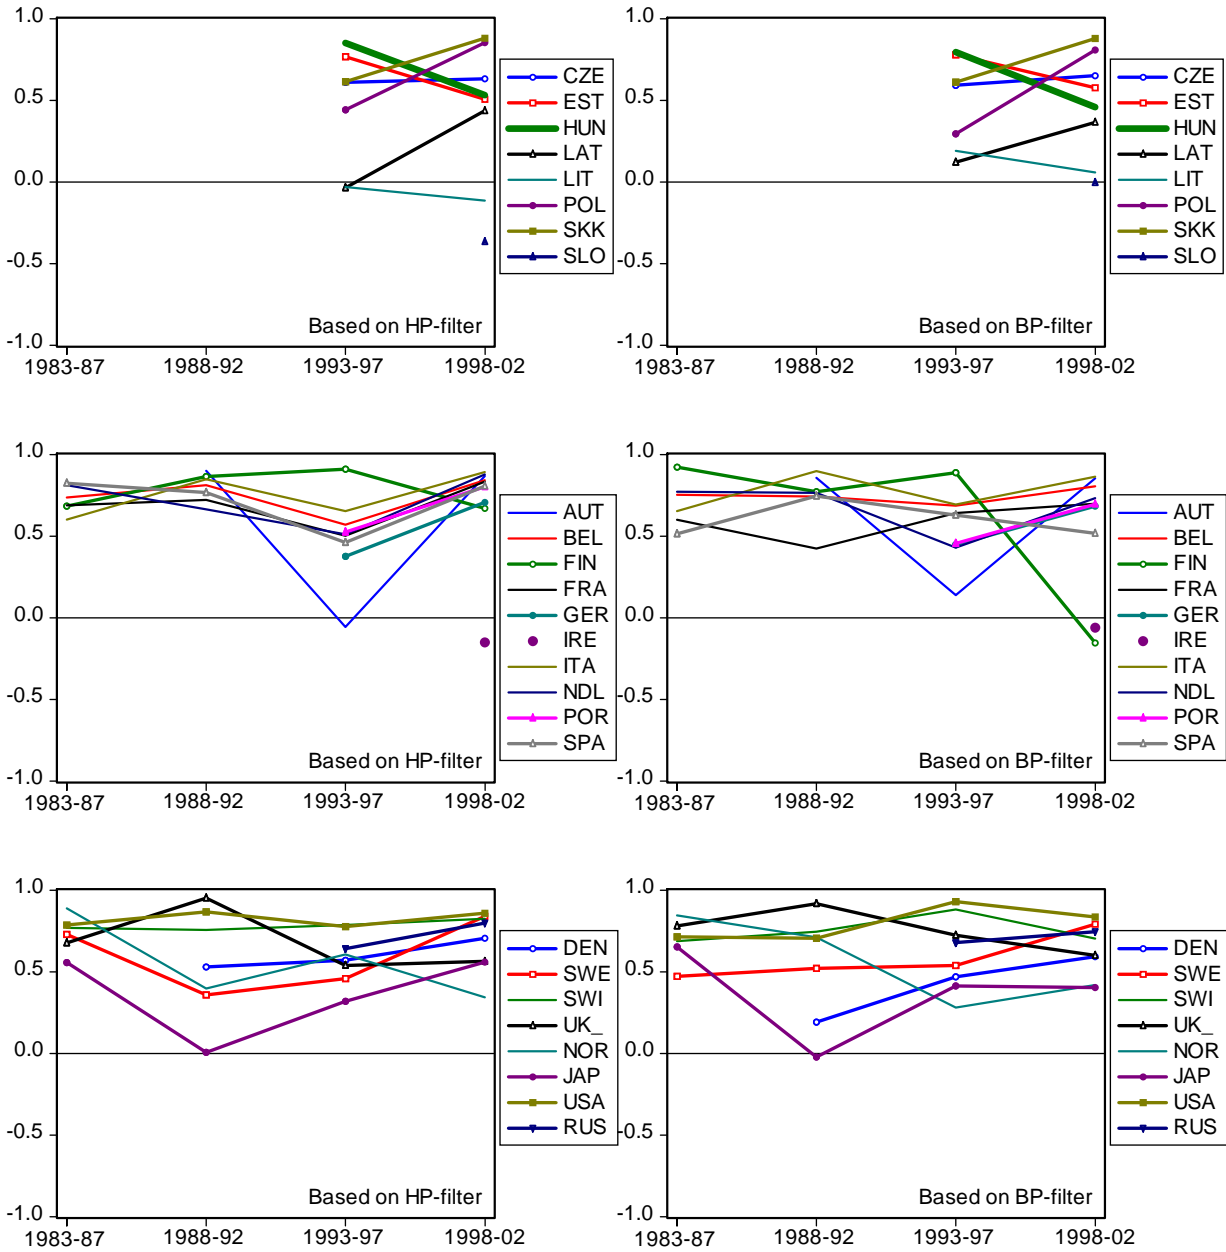 1.0
0.5
0.0
-0.5
-1.0
1983-87 1988-92 1993-97 1998-02
Based on HP-filter
CZE
EST
HUN
LAT
LIT
POL
SKK
SLO
1.0
0.5
0.0
-0.5
-1.0
1983-87 1988-92 1993-97 1998-02
Based on BP-filter
CZE
EST
HUN
LAT
LIT
POL
SKK
SLO
1.0
0.5
0.0
-0.5
-1.0
1983-87 1988-92 1993-97 1998-02
Based on HP-filter
AUT
BEL
FIN
FRA
GER
IRE
ITA
NDL
POR
SPA
1.0
0.5
0.0
-0.5
-1.0
1983-87 1988-92 1993-97 1998-02
Based on BP-filter
AUT
BEL
FIN
FRA
GER
IRE
ITA
NDL
POR
SPA
1.0
0.5
0.0
-0.5
-1.0
1983-87 1988-92 1993-97 1998-02
Based on HP-filter
DEN
SWE
SWI
UK_
NOR
JAP
USA
RUS
1.0
0.5
0.0
-0.5
-1.0
1983-87 1988-92 1993-97 1998-02
Based on BP-filter
DEN
SWE
SWI
UK_
NOR
JAP
USA
RUS